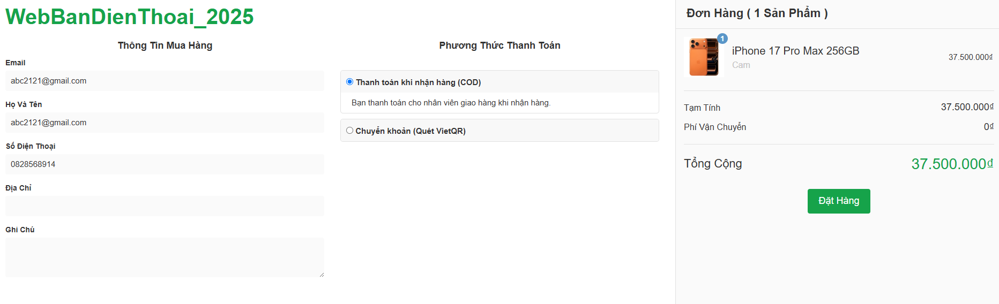 WebBanDienThoai_2025
Thông Tin Mua Hàng
Email
abc2121@gmail.com
Họ Và Tên
abc2121@gmail.com
Số Điện Thoại
0828568914
Địa Chỉ
Ghi Chú
Phương Thức Thanh Toán
Thanh toán khi nhận hàng (COD)
Bạn thanh toán cho nhân viên giao hàng khi nhận hàng.
Chuyển khoản (Quét VietQR)
Đơn Hàng ( 1 Sản Phẩm )
1
iPhone 17 Pro Max 256GB
Cam
37.500.000₫
Tạm Tính 37.500.000₫
Phí Vận Chuyển 0₫
Tổng Cộng 37.500.000₫
Đặt Hàng